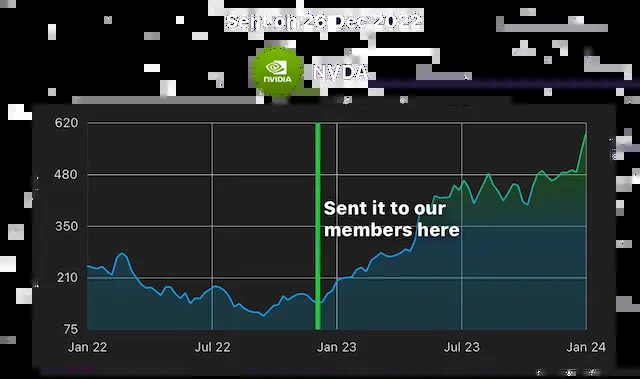 Sent on 26 Dec 2022
NVIDIA
NVDA
620
480
350
210
75
Sent it to our
members here
Jan 22
Jul 22
Jan 23
Jul 23
Jan 24